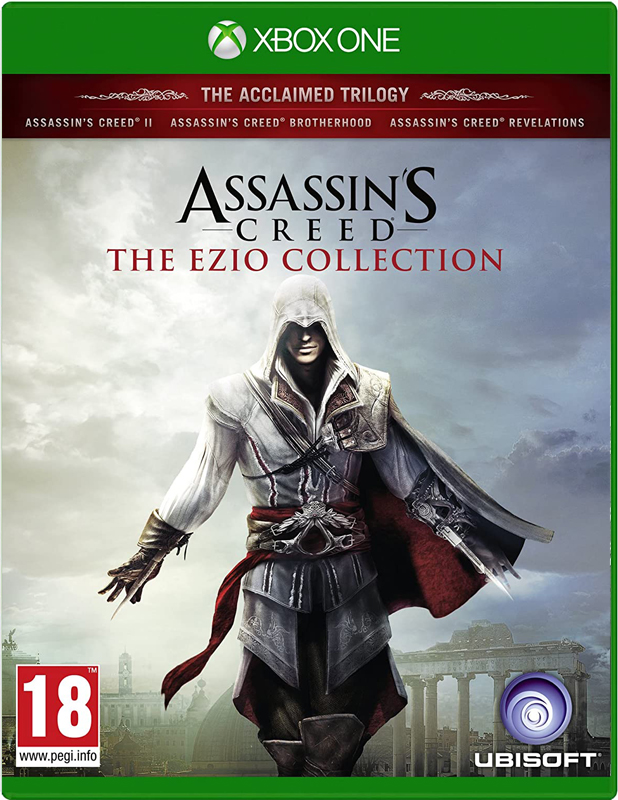 XBOX ONE
THE ACCLAIMED TRILOGY
ASSASSIN'S CREED® II ASSASSIN'S CREED® BROTHERHOOD ASSASSIN'S CREED® REVELATIONS
ASSASSIN'S
CREED®
THE EZIO COLLECTION
18™
www.pegi.info
UBISOFT®